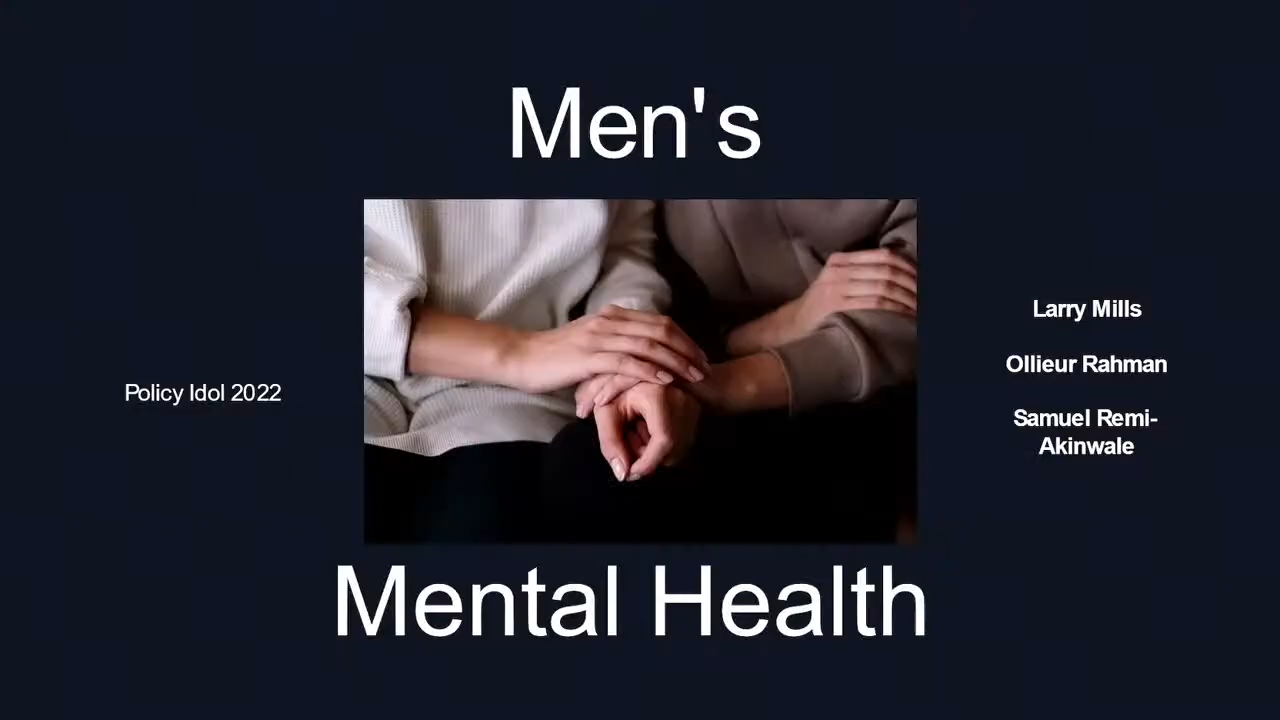 Men's
Policy Idol 2022
Larry Mills
Ollieur Rahman
Samuel Remi-
Akinwale
Mental Health